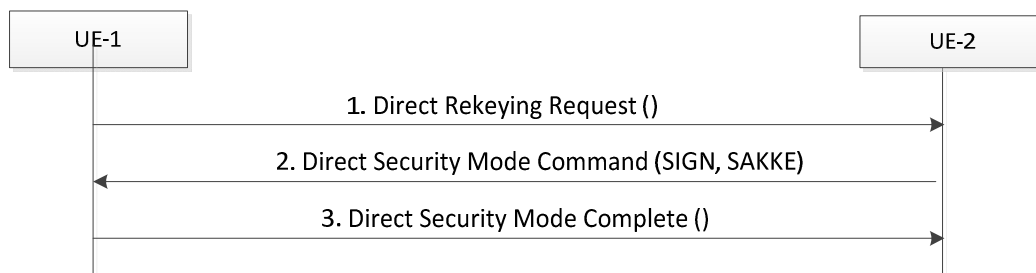 UE-1
UE-2
1. Direct Rekeying Request ()
2. Direct Security Mode Command (SIGN, SAKKE)
3. Direct Security Mode Complete ()